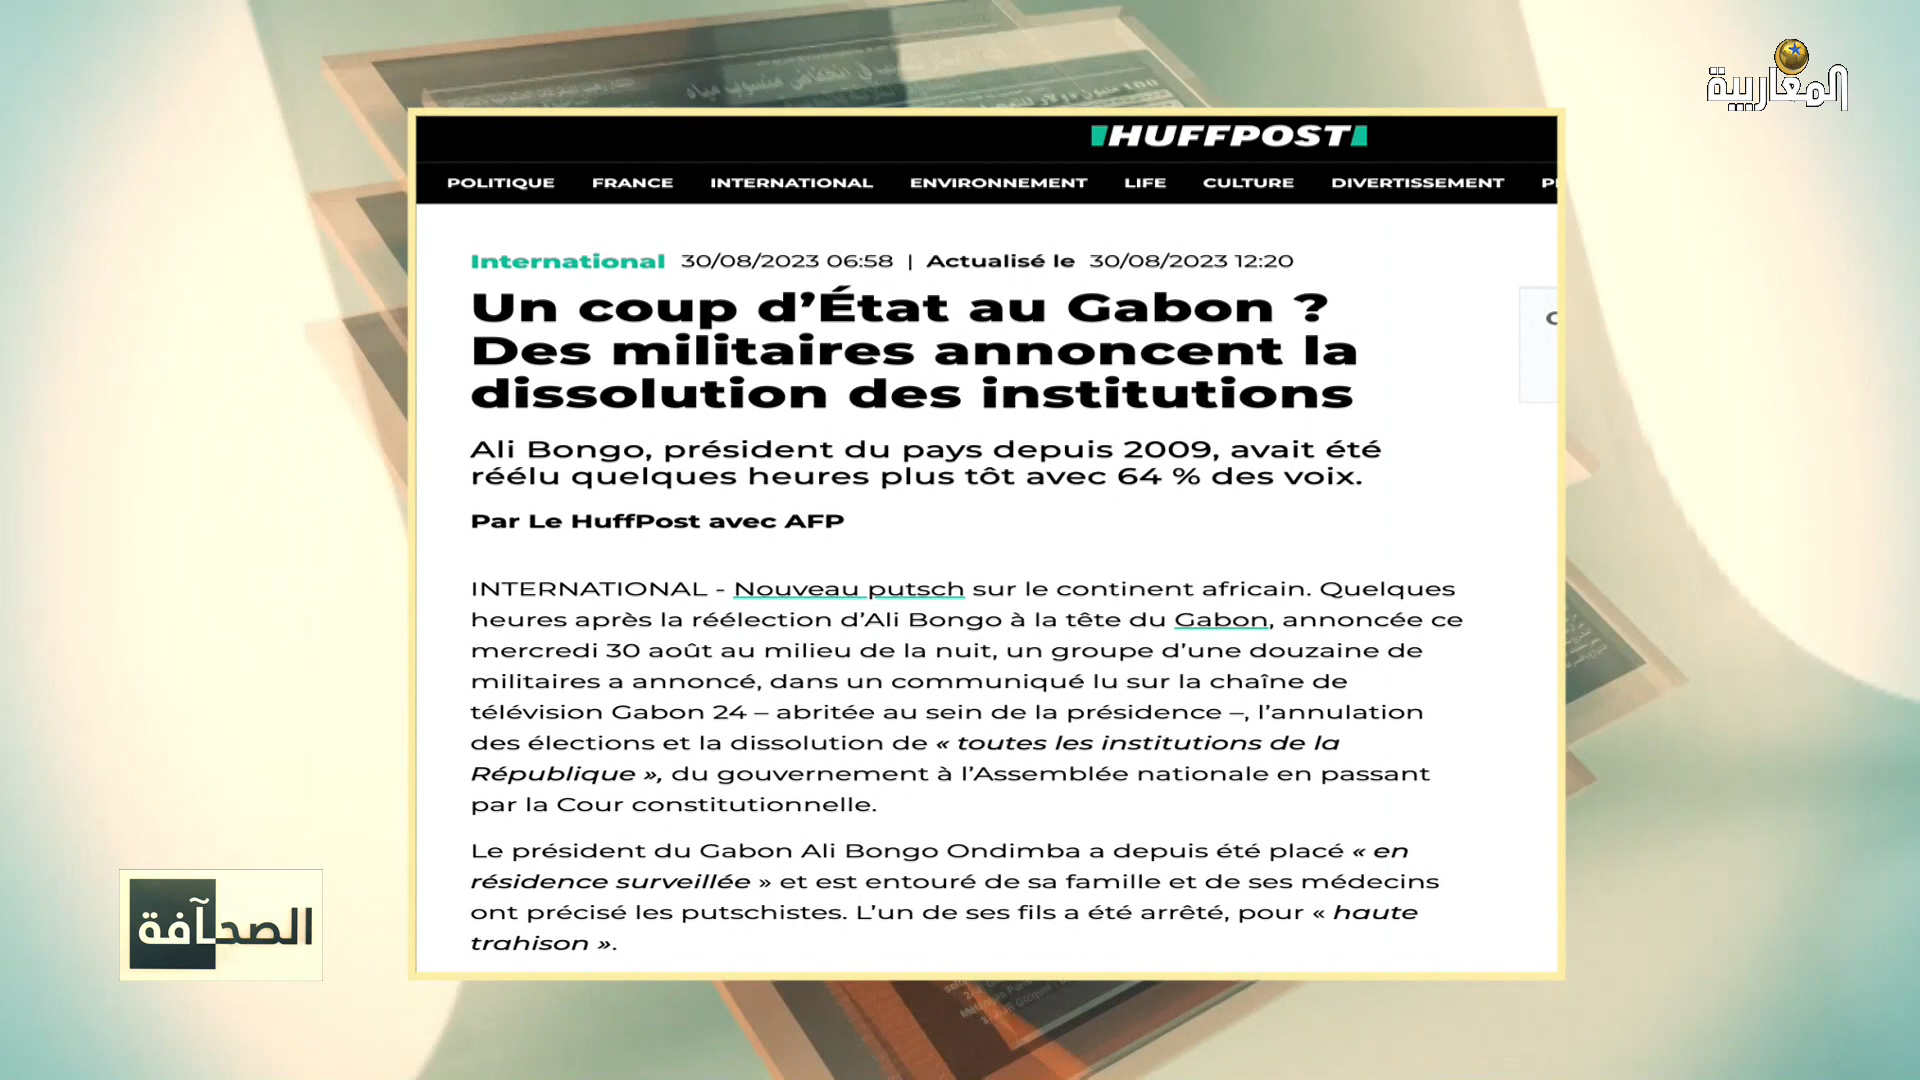 المغاربية
HUFFPOST
POLITIQUE FRANCE INTERNATIONAL ENVIRONNEMENT LIFE CULTURE DIVERTISSEMENT
International 30/08/2023 06:58 | Actualisé le 30/08/2023 12:20
Un coup d’État au Gabon ?
Des militaires annoncent la
dissolution des institutions
Ali Bongo, président du pays depuis 2009, avait été
réélu quelques heures plus tôt avec 64 % des voix.
Par Le HuffPost avec AFP
INTERNATIONAL - Nouveau putsch sur le continent africain. Quelques
heures après la réélection d’Ali Bongo à la tête du Gabon, annoncée ce
mercredi 30 août au milieu de la nuit, un groupe d’une douzaine de
militaires a annoncé, dans un communiqué lu sur la chaîne de
télévision Gabon 24 – abritée au sein de la présidence –, l’annulation
des élections et la dissolution de « toutes les institutions de la
République », du gouvernement à l’Assemblée nationale en passant
par la Cour constitutionnelle.
Le président du Gabon Ali Bongo Ondimba a depuis été placé « en
résidence surveillée » et est entouré de sa famille et de ses médecins
ont précisé les putschistes. L’un de ses fils a été arrêté, pour « haute
trahison ».
الصحآفة